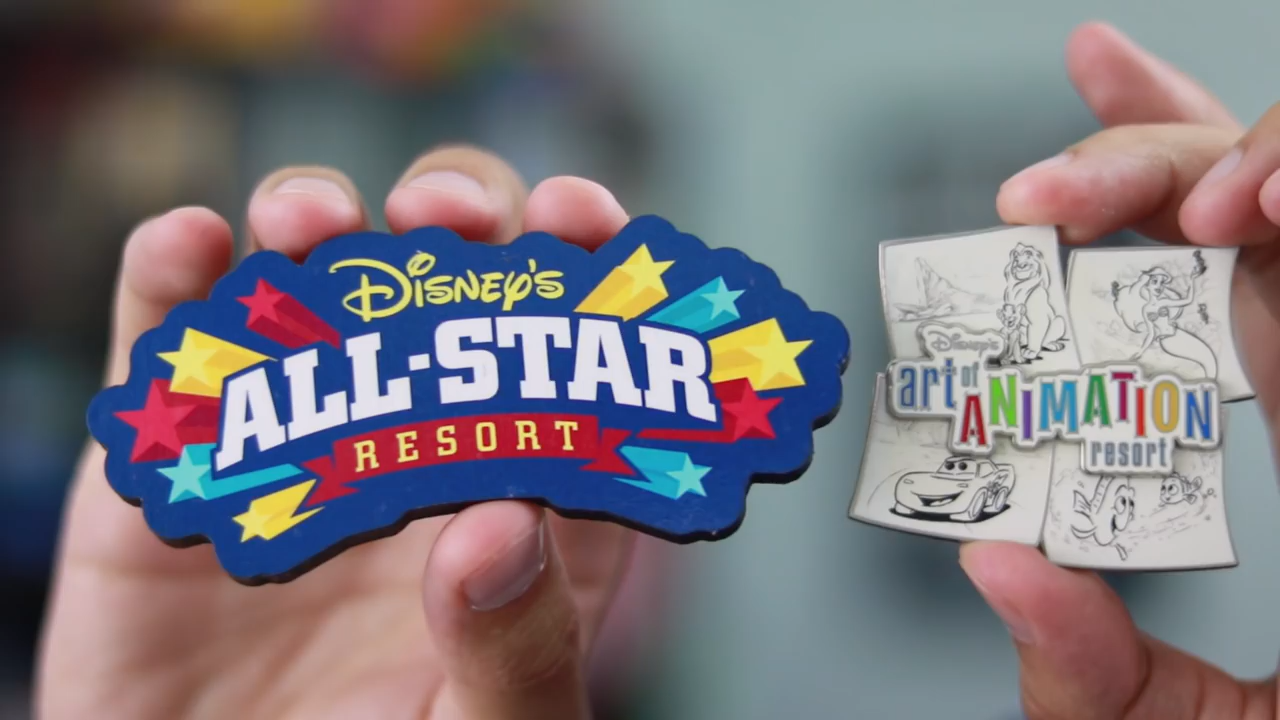 Disney's
ALL-STAR
RESORT
Disney's
art of
ANIMATION
resort